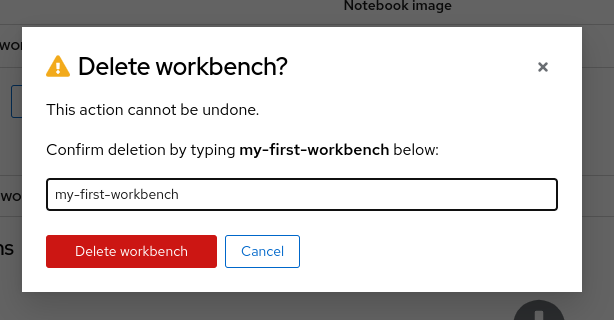 Notebook image
wo
Delete workbench?
This action cannot be undone.
Confirm deletion by typing my-first-workbench below:
my-first-workbench
Delete workbench
Cancel
wo
ns